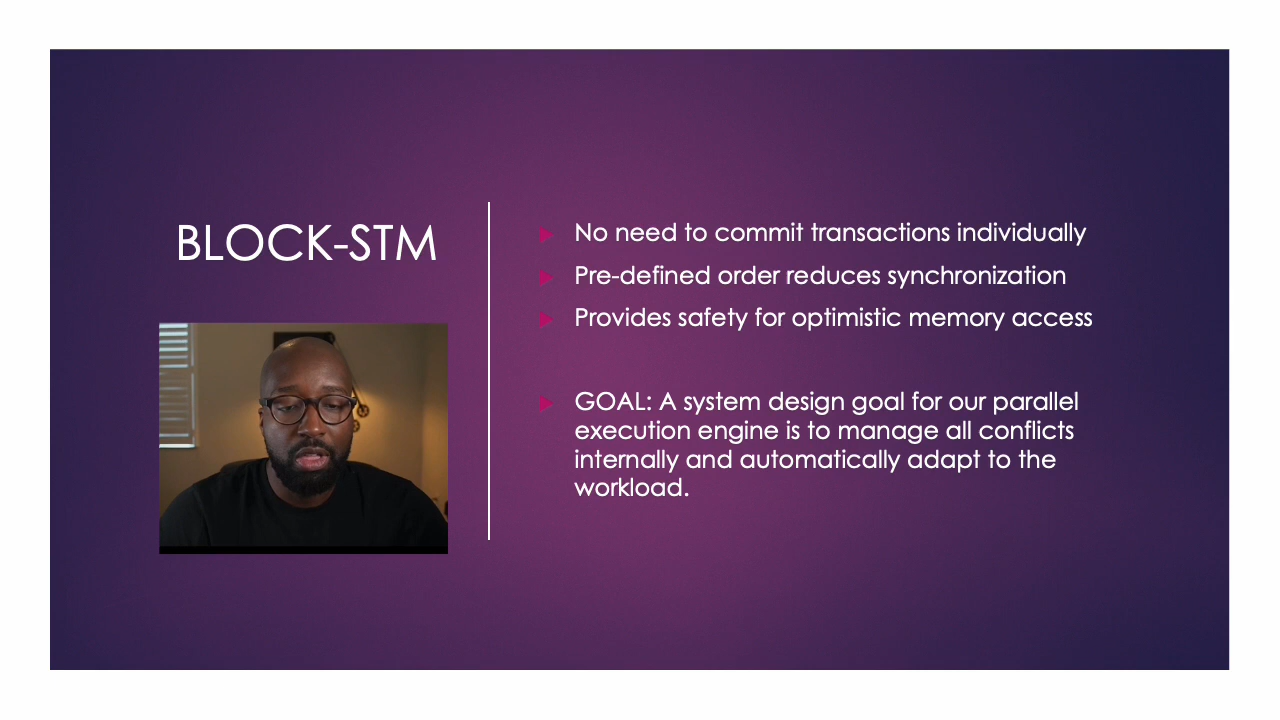 BLOCK-STM
No need to commit transactions individually
Pre-defined order reduces synchronization
Provides safety for optimistic memory access
GOAL: A system design goal for our parallel
execution engine is to manage all conflicts
internally and automatically adapt to the
workload.